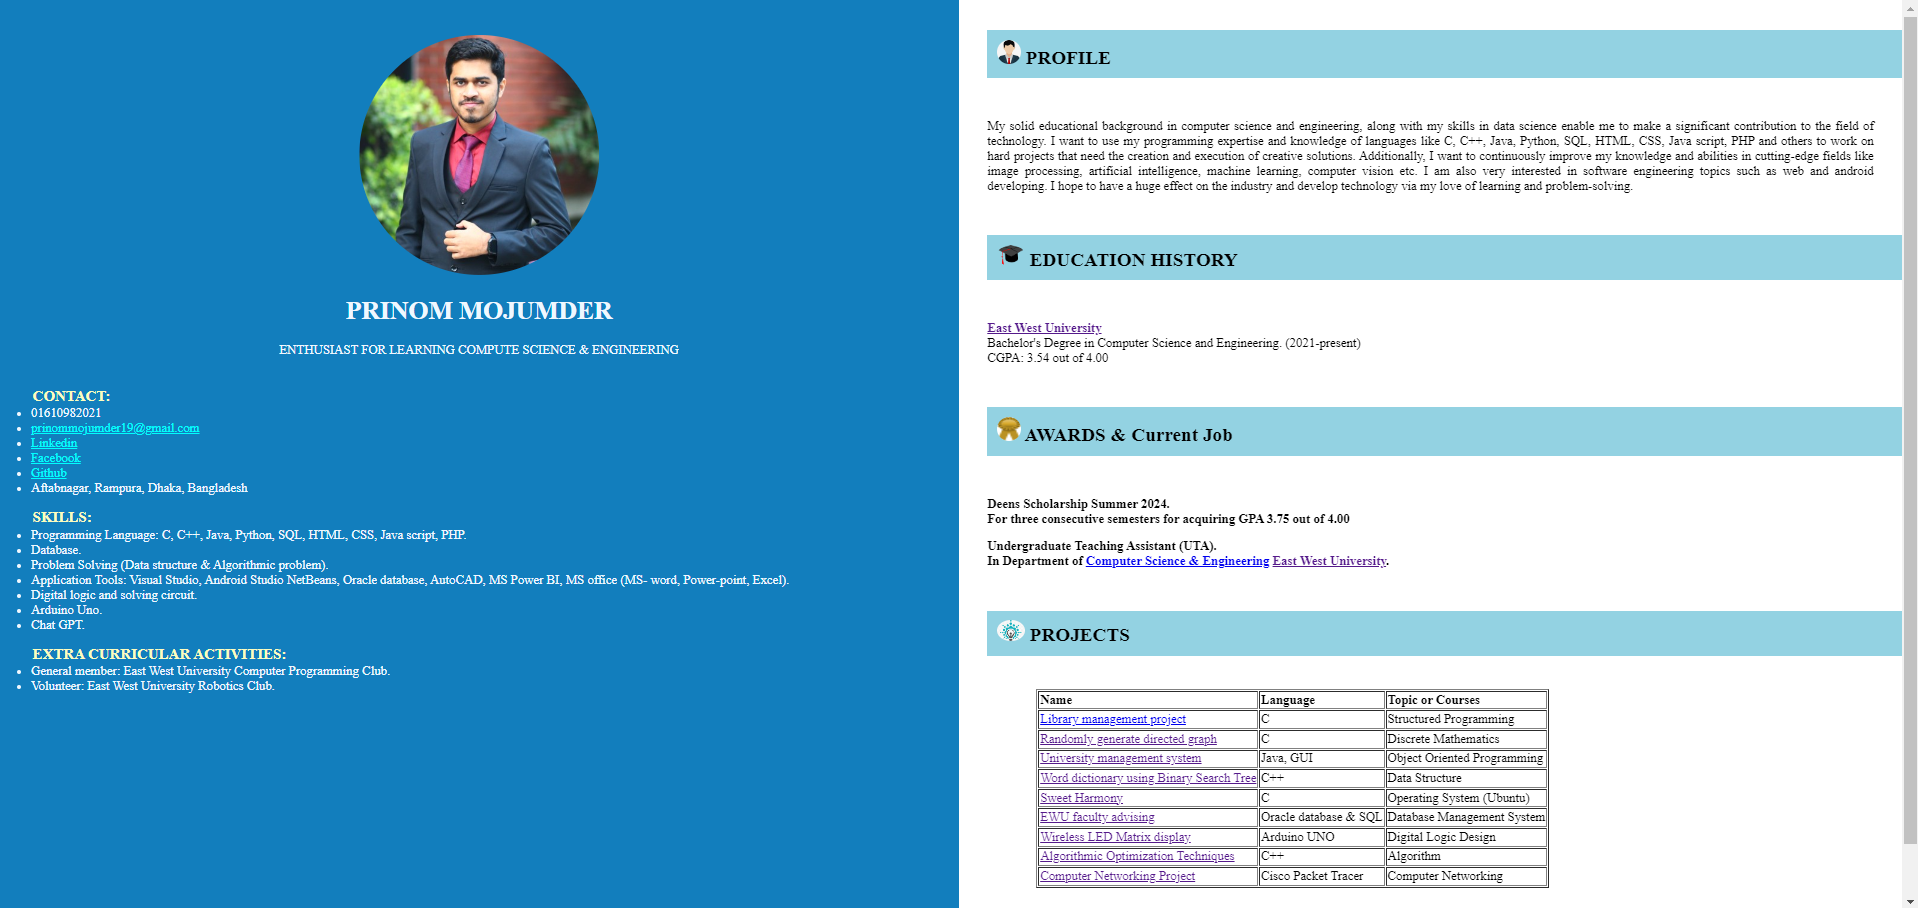 PRINOM MOJUMDER
ENTHUSIAST FOR LEARNING COMPUTE SCIENCE & ENGINEERING
CONTACT:
01610982021
prinommojumder19@gmail.com
Linkedin
Facebook
Github
Aftabnagar, Rampura, Dhaka, Bangladesh
SKILLS:
Programming Language: C, C++, Java, Python, SQL, HTML, CSS, Java script, PHP.
Database.
Problem Solving (Data structure & Algorithmic problem).
Application Tools: Visual Studio, Android Studio NetBeans, Oracle database, AutoCAD, MS Power BI, MS office (MS- word, Power-point, Excel).
Digital logic and solving circuit.
Arduino Uno.
Chat GPT.
EXTRA CURRICULAR ACTIVITIES:
General member: East West University Computer Programming Club.
Volunteer: East West University Robotics Club.
PROFILE
My solid educational background in computer science and engineering, along with my skills in data science enable me to make a significant contribution to the field of
technology. I want to use my programming expertise and knowledge of languages like C, C++, Java, Python, SQL, HTML, CSS, Java script, PHP and others to work on
hard projects that need the creation and execution of creative solutions. Additionally, I want to continuously improve my knowledge and abilities in cutting-edge fields like
image processing, artificial intelligence, machine learning, computer vision etc. I am also very interested in software engineering topics such as web and android
developing. I hope to have a huge effect on the industry and develop technology via my love of learning and problem-solving.
EDUCATION HISTORY
East West University
Bachelor's Degree in Computer Science and Engineering. (2021-present)
CGPA: 3.54 out of 4.00
AWARDS & Current Job
Deens Scholarship Summer 2024.
For three consecutive semesters for acquiring GPA 3.75 out of 4.00
Undergraduate Teaching Assistant (UTA).
In Department of Computer Science & Engineering East West University.
PROJECTS
Name Language Topic or Courses
Library management project C Structured Programming
Randomly generate directed graph C Discrete Mathematics
University management system Java, GUI Object Oriented Programming
Word dictionary using Binary Search Tree C++ Data Structure
Sweet Harmony C Operating System (Ubuntu)
EWU faculty advising Oracle database & SQL Database Management System
Wireless LED Matrix display Arduino UNO Digital Logic Design
Algorithmic Optimization Techniques C++ Algorithm
Computer Networking Project Cisco Packet Tracer Computer Networking